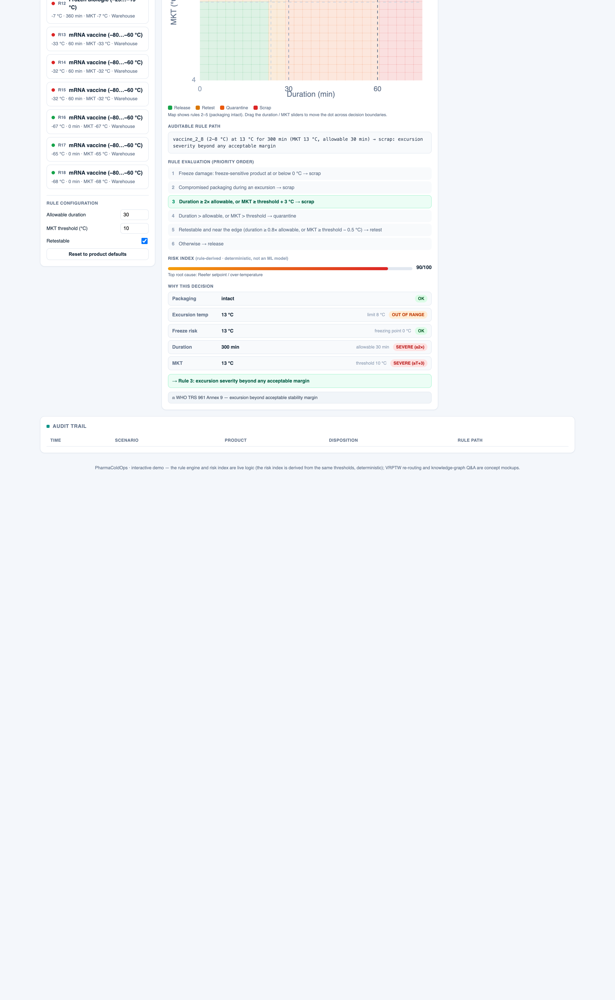 R12 Frozen biologic (–25…–15
°C)
-7 °C · 360 min · MKT -7 °C · Warehouse
R13 mRNA vaccine (–80…–60 °C)
-33 °C · 60 min · MKT -33 °C · Warehouse
R14 mRNA vaccine (–80…–60 °C)
-32 °C · 60 min · MKT -32 °C · Warehouse
R15 mRNA vaccine (–80…–60 °C)
-32 °C · 60 min · MKT -32 °C · Warehouse
R16 mRNA vaccine (–80…–60 °C)
-67 °C · 0 min · MKT -67 °C · Warehouse
R17 mRNA vaccine (–80…–60 °C)
-65 °C · 0 min · MKT -65 °C · Warehouse
R18 mRNA vaccine (–80…–60 °C)
-68 °C · 0 min · MKT -68 °C · Warehouse
RULE CONFIGURATION
Allowable duration 30
MKT threshold (°C) 10
Retestable
Reset to product defaults
MKT (°C
4
0 30 60
Duration (min)
Release Retest Quarantine Scrap
Map shows rules 2–5 (packaging intact). Drag the duration / MKT sliders to move the dot across decision boundaries.
AUDITABLE RULE PATH
vaccine_2_8 (2–8 °C) at 13 °C for 300 min (MKT 13 °C, allowable 30 min) → scrap: excursion
severity beyond any acceptable margin
RULE EVALUATION (PRIORITY ORDER)
1 Freeze damage: freeze-sensitive product at or below 0 °C → scrap
2 Compromised packaging during an excursion → scrap
3 Duration ≥ 2× allowable, or MKT ≥ threshold + 3 °C → scrap
4 Duration > allowable, or MKT > threshold → quarantine
5 Retestable and near the edge (duration ≥ 0.8× allowable, or MKT ≥ threshold − 0.5 °C) → retest
6 Otherwise → release
RISK INDEX (rule-derived · deterministic, not an ML model)
90/100
Top root cause: Reefer setpoint / over-temperature
WHY THIS DECISION
Packaging intact OK
Excursion temp 13 °C limit 8 °C OUT OF RANGE
Freeze risk 13 °C freezing point 0 °C OK
Duration 300 min allowable 30 min SEVERE (≥2×)
MKT 13 °C threshold 10 °C SEVERE (≥T+3)
→ Rule 3: excursion severity beyond any acceptable margin
⚖ WHO TRS 961 Annex 9 — excursion beyond acceptable stability margin
AUDIT TRAIL
TIME SCENARIO PRODUCT DISPOSITION RULE PATH
PharmaColdOps · interactive demo — the rule engine and risk index are live logic (the risk index is derived from the same thresholds, deterministic); VRPTW re-routing and knowledge-graph Q&A are concept mockups.